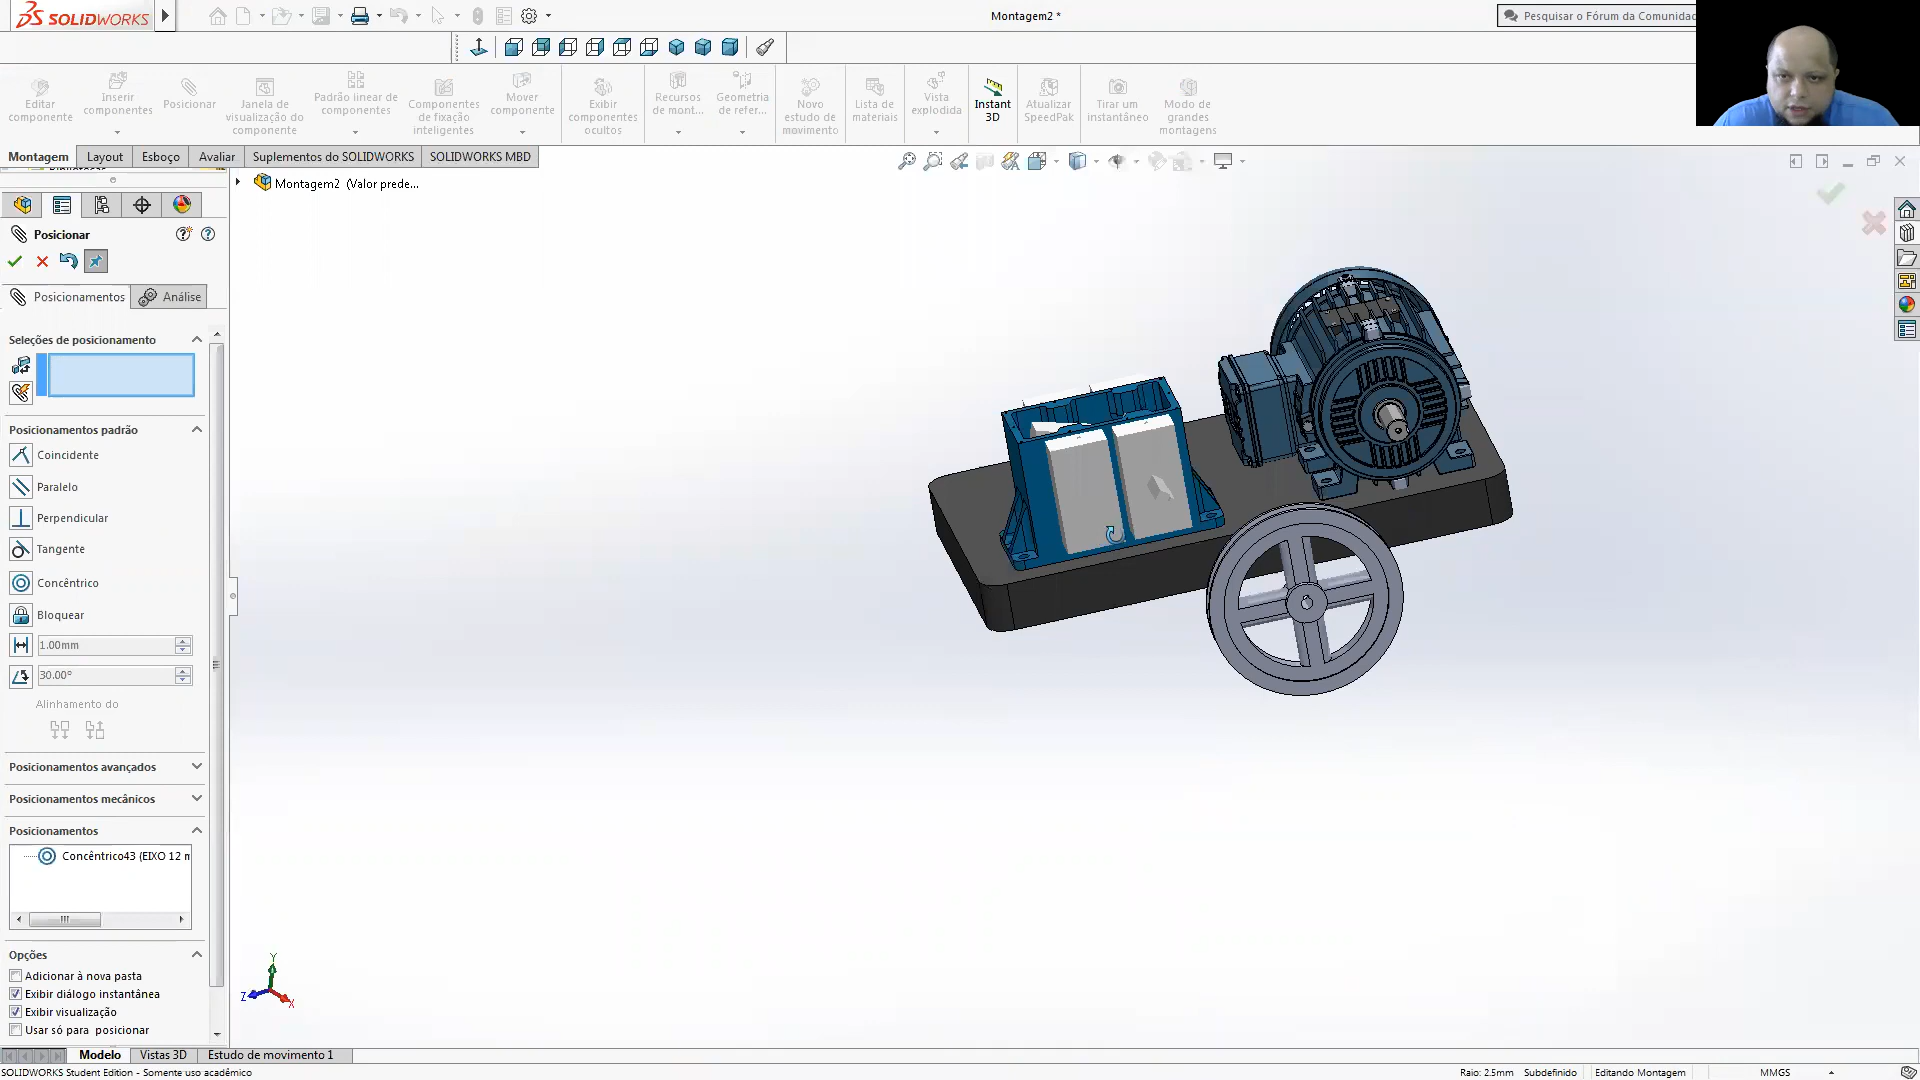 SOLIDWORKS
Montagem2 *
Pesquisar o Fórum da Comunidad
Editar componente
Inserir componentes
Posicionar
Janela de visualização do componente
Padrão linear de componentes
Componentes de fixação inteligentes
Mover componente
Exibir componentes ocultos
Recursos de mont...
Geometria de refer...
Novo estudo de movimento
Lista de materiais
Vista explodida
Instant 3D
Atualizar SpeedPak
Tirar um instantâneo
Modo de grandes montagens
Montagem
Layout
Esboço
Avaliar
Suplementos do SOLIDWORKS
SOLIDWORKS MBD
Montagem2 (Valor prede...
Posicionar
Posicionamentos
Análise
Seleções de posicionamento
Posicionamentos padrão
Coincidente
Paralelo
Perpendicular
Tangente
Concêntrico
Bloquear
1.00mm
30.00°
Alinhamento do
Posicionamentos avançados
Posicionamentos mecânicos
Posicionamentos
Concêntrico43 (EIXO 12 m
Opções
Adicionar à nova pasta
Exibir diálogo instantânea
Exibir visualização
Usar só para posicionar
Y
Z
X
Modelo
Vistas 3D
Estudo de movimento 1
SOLIDWORKS Student Edition - Somente uso acadêmico
Raio: 2.5mm
Subdefinido
Editando Montagem
MMGS